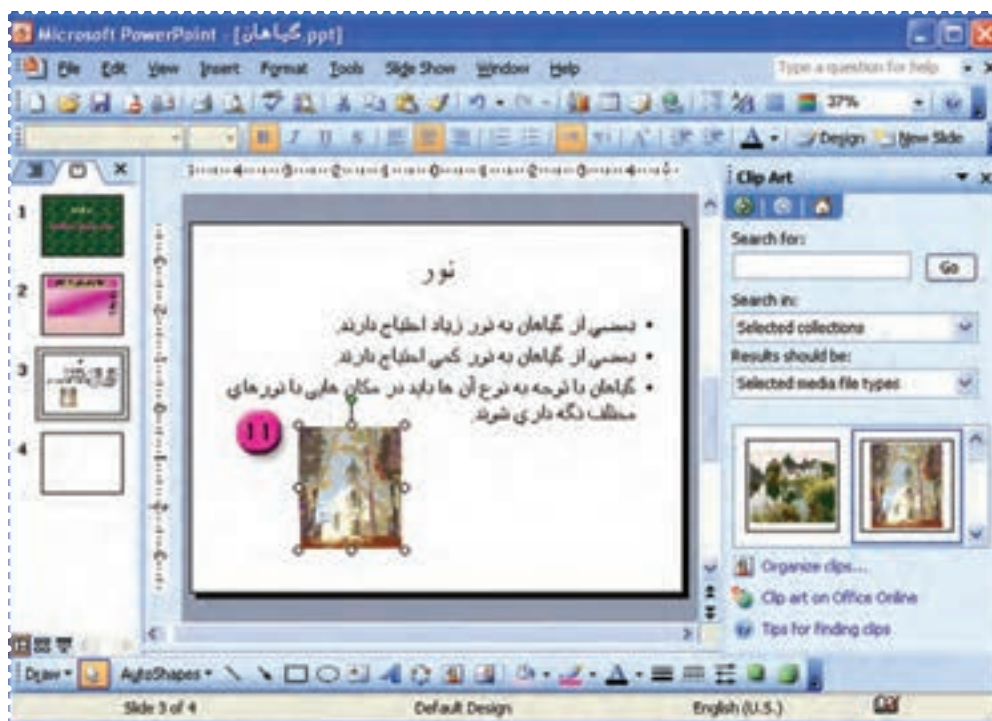 Microsoft PowerPoint - [گیاهان.ppt]
File Edit View Insert Format Tools Slide Show Window Help
Type a question for help
37%
B I U S
Design New Slide
Clip Art
Search for:
Go
Search in:
Selected collections
Results should be:
Selected media file types
Organize clips...
Clip art on Office Online
Tips for finding clips
1
2
3
4
نور
• بعضی از گیاهان به نور زیاد احتیاج دارند.
• بعضی از گیاهان به نور کمی احتیاج دارند.
• گیاهان با توجه به نوع آن ها باید در مکان هایی با نورهای
مختلف نگه داری شوند.
11
Draw AutoShapes
Slide 3 of 4 Default Design English (U.S.)